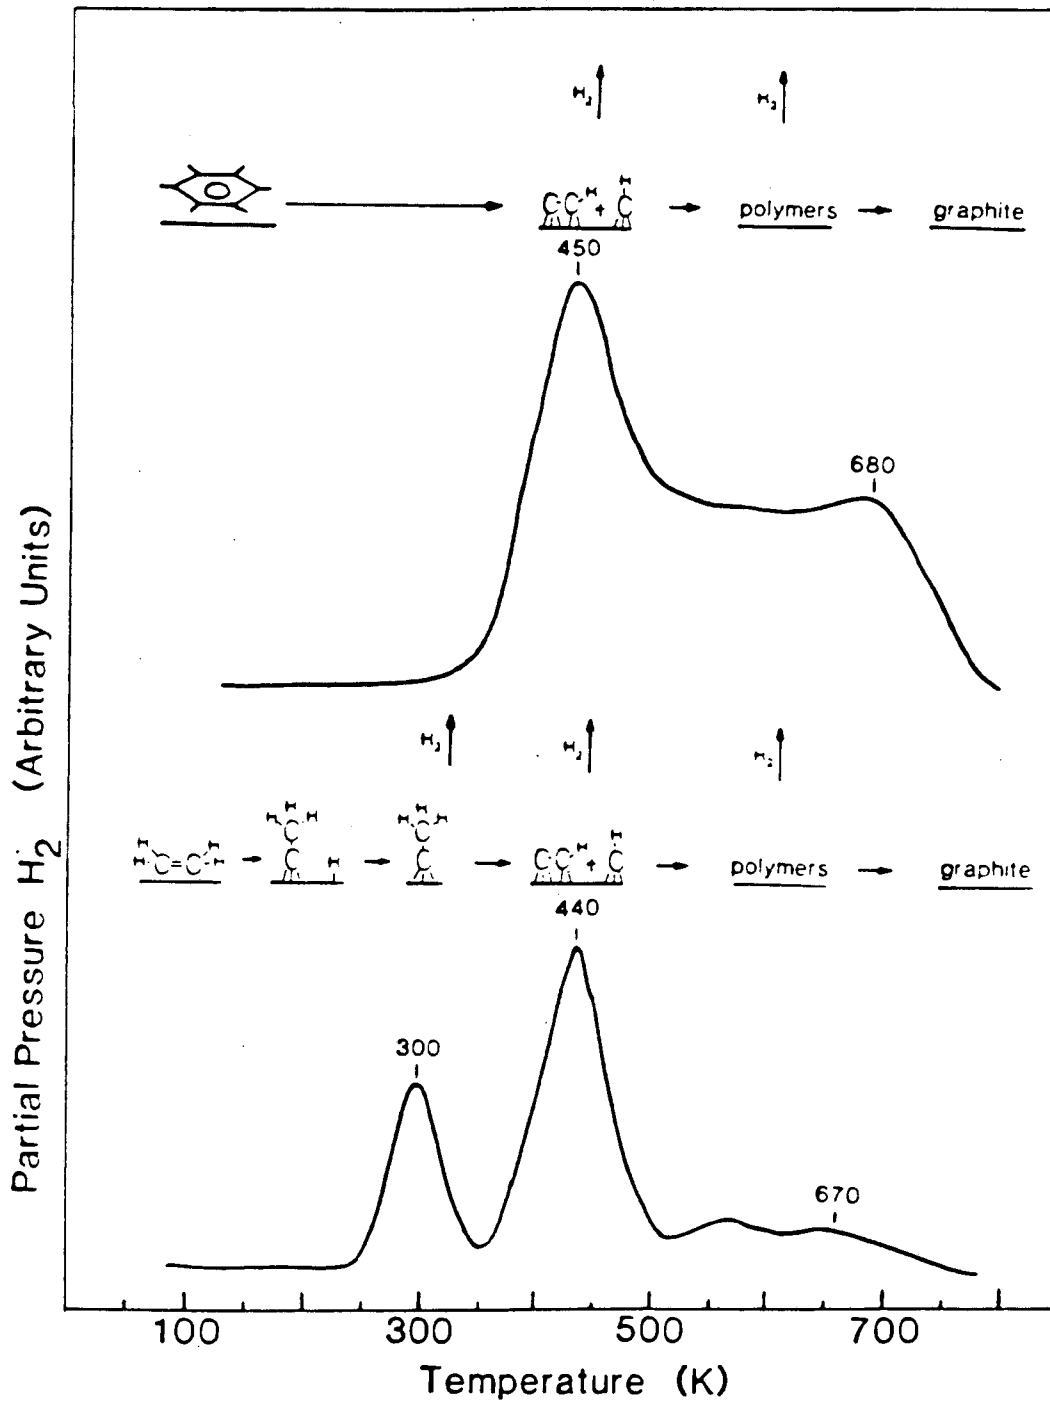 H₂ H₂
C-C-H + C-H → polymers → graphite
450
680
H₂ H₂ H₂
H H C=C H H → H H H C C H → H H H C C → C-C-H + C-H → polymers → graphite
440
300
670
Partial Pressure H₂ (Arbitrary Units)
100 300 500 700
Temperature (K)